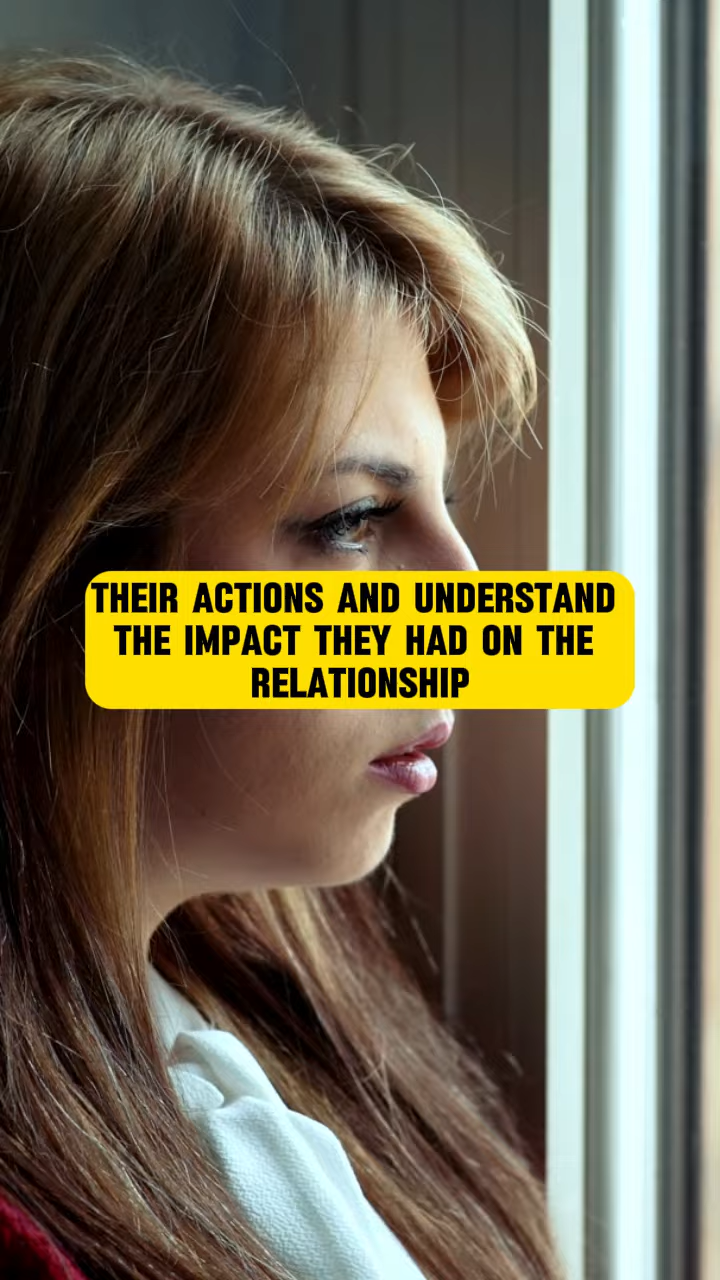 THEIR ACTIONS AND UNDERSTAND
THE IMPACT THEY HAD ON THE
RELATIONSHIP